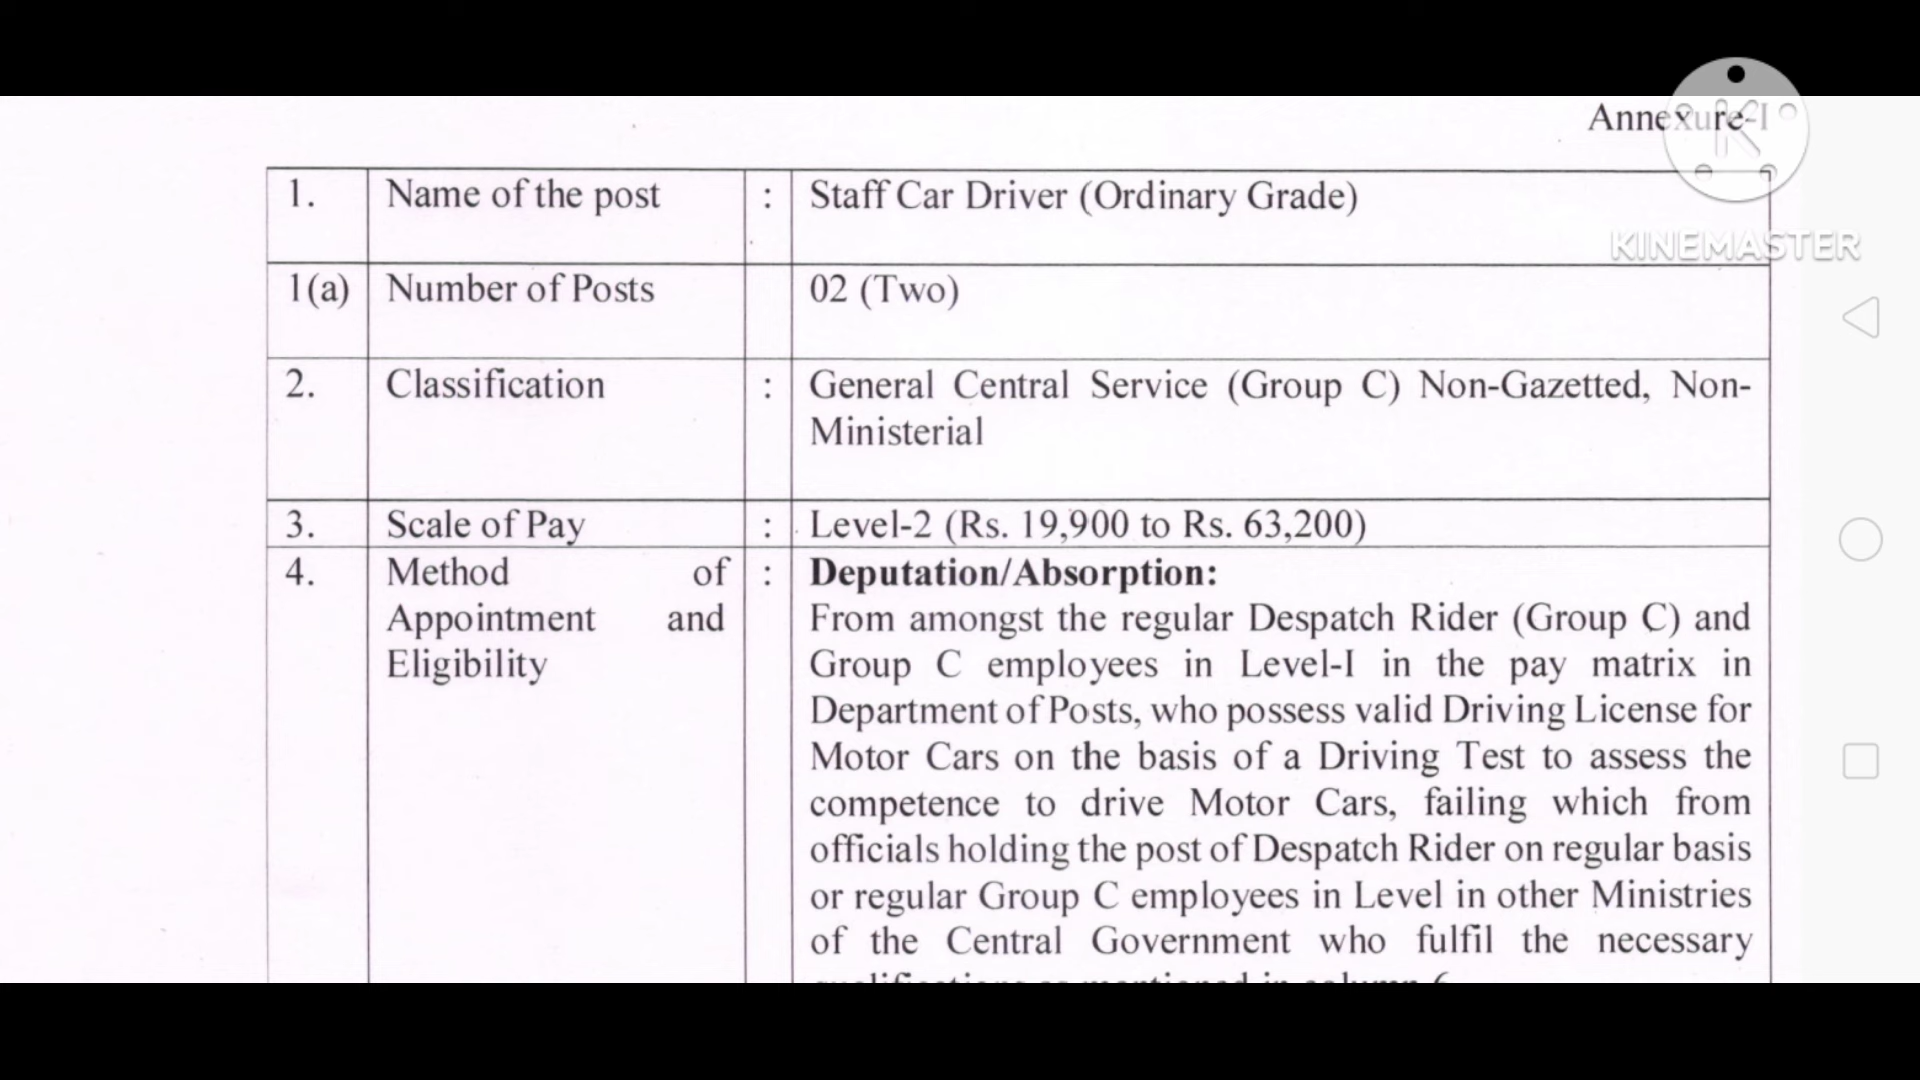 Annexure-I
KINEMASTER
1. Name of the post : Staff Car Driver (Ordinary Grade)
1(a) Number of Posts 02 (Two)
2. Classification : General Central Service (Group C) Non-Gazetted, Non-
Ministerial
3. Scale of Pay : Level-2 (Rs. 19,900 to Rs. 63,200)
4. Method of : Deputation/Absorption:
Appointment and From amongst the regular Despatch Rider (Group C) and
Eligibility Group C employees in Level-I in the pay matrix in
Department of Posts, who possess valid Driving License for
Motor Cars on the basis of a Driving Test to assess the
competence to drive Motor Cars, failing which from
officials holding the post of Despatch Rider on regular basis
or regular Group C employees in Level in other Ministries
of the Central Government who fulfil the necessary
qualifications as mentioned in column 6